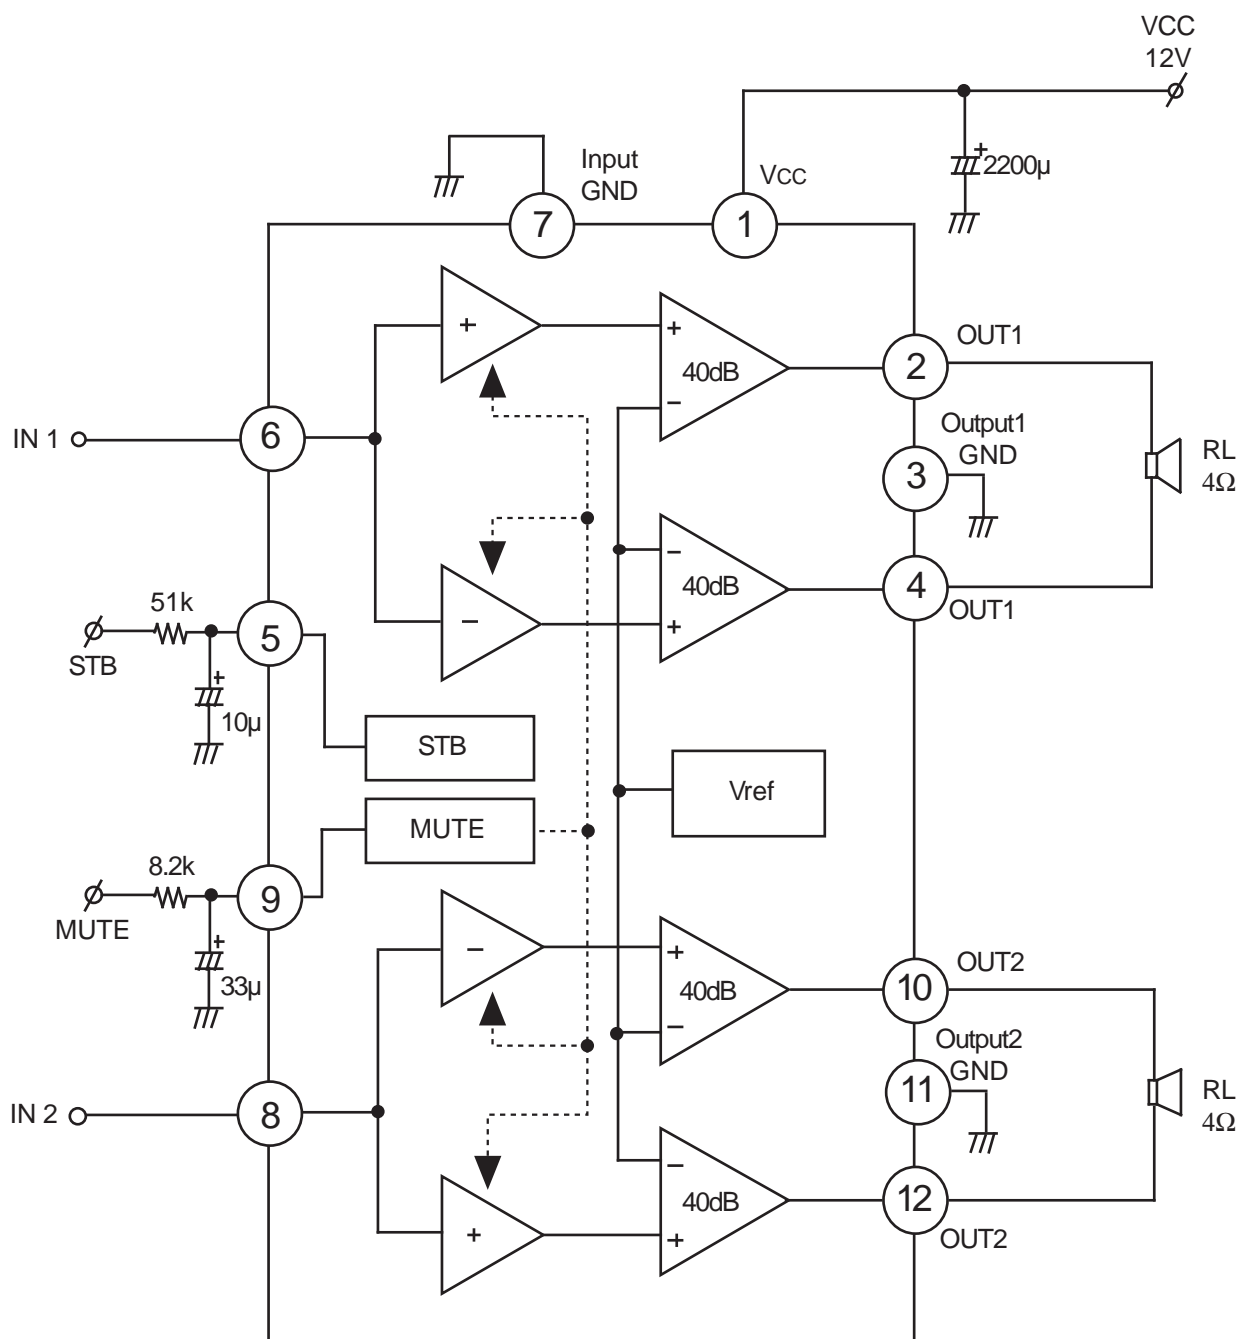 VCC
12V
+
2200µ
Input
GND
VCC
7
1
+
+
40dB
−
2
OUT1
IN 1
6
Output1
GND
3
RL
4Ω
−
40dB
+
−
4
OUT1
51k
5
STB
+
10µ
STB
Vref
MUTE
8.2k
9
MUTE
+
33µ
−
+
40dB
−
10
OUT2
Output2
GND
11
RL
4Ω
IN 2
8
−
40dB
+
+
12
OUT2